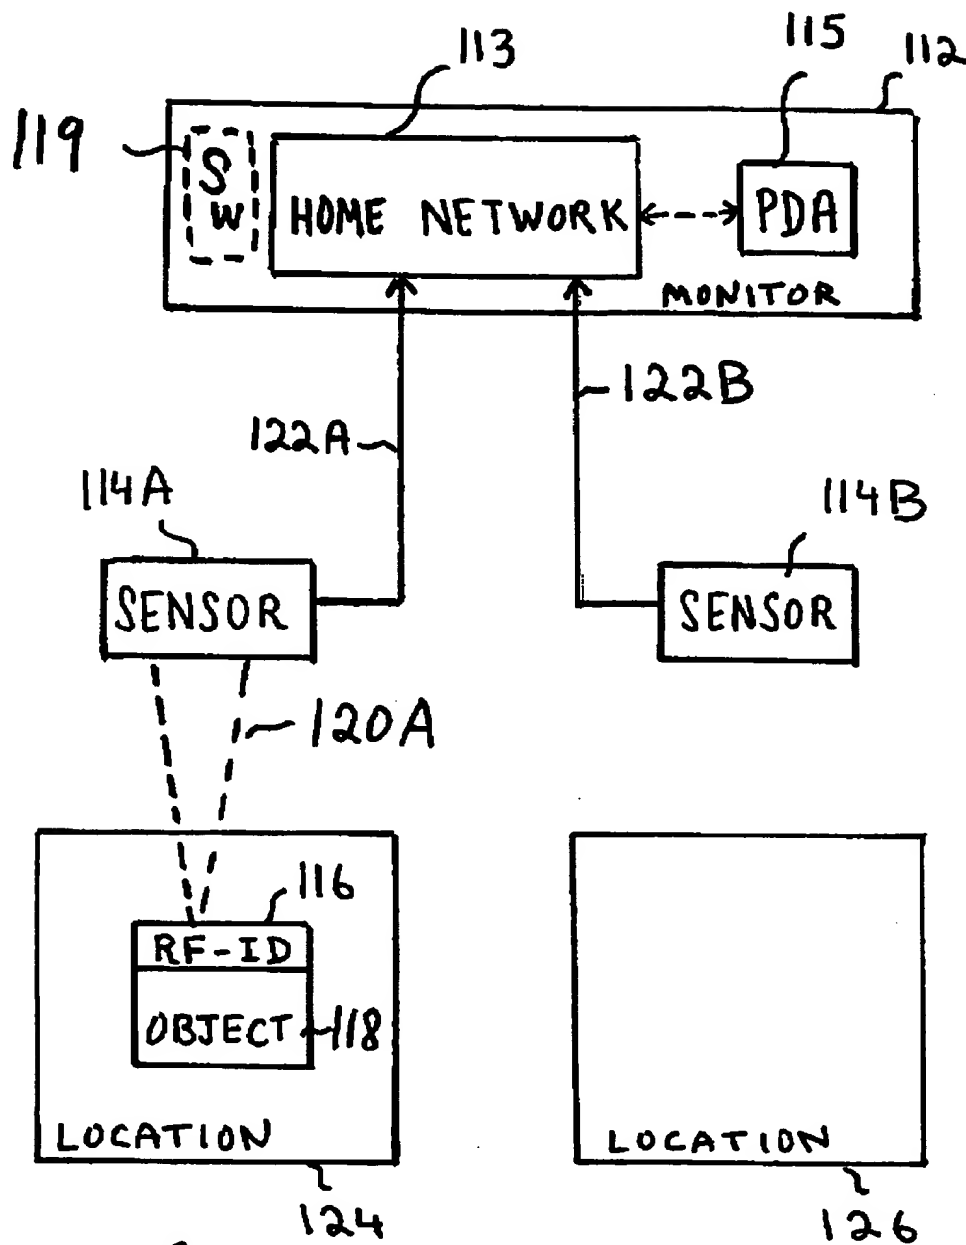 113
115
112
119
S
W
HOME NETWORK
PDA
MONITOR
122A
122B
114A
114B
SENSOR
SENSOR
120A
116
RF-ID
OBJECT 118
LOCATION
LOCATION
124
126